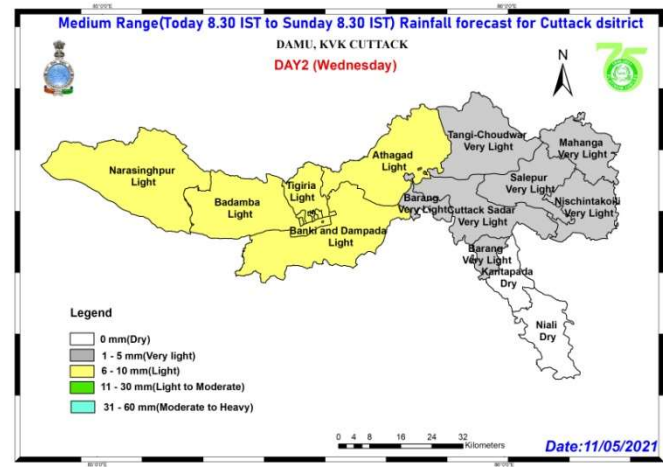 Medium Range(Today 8.30 IST to Sunday 8.30 IST) Rainfall forecast for Cuttack dsitrict
DAMU, KVK CUTTACK
DAY2 (Wednesday)
N
75
Narasinghpur
Light
Badamba
Light
Tigiria
Light
Athagad
Light
Banki and Dampada
Light
Tangi-Choudwar
Very Light
Mahanga
Very Light
Salepur
Very Light
Nischintakoili
Very Light
Barang
Very Light
Cuttack Sadar
Very Light
Barang
Very Light
Kantapada
Dry
Niali
Dry
Legend
0 mm(Dry)
1 - 5 mm(Very light)
6 - 10 mm(Light)
11 - 30 mm(Light to Moderate)
31 - 60 mm(Moderate to Heavy)
0 4 8 16 24 32
Kilometers
Date:11/05/2021